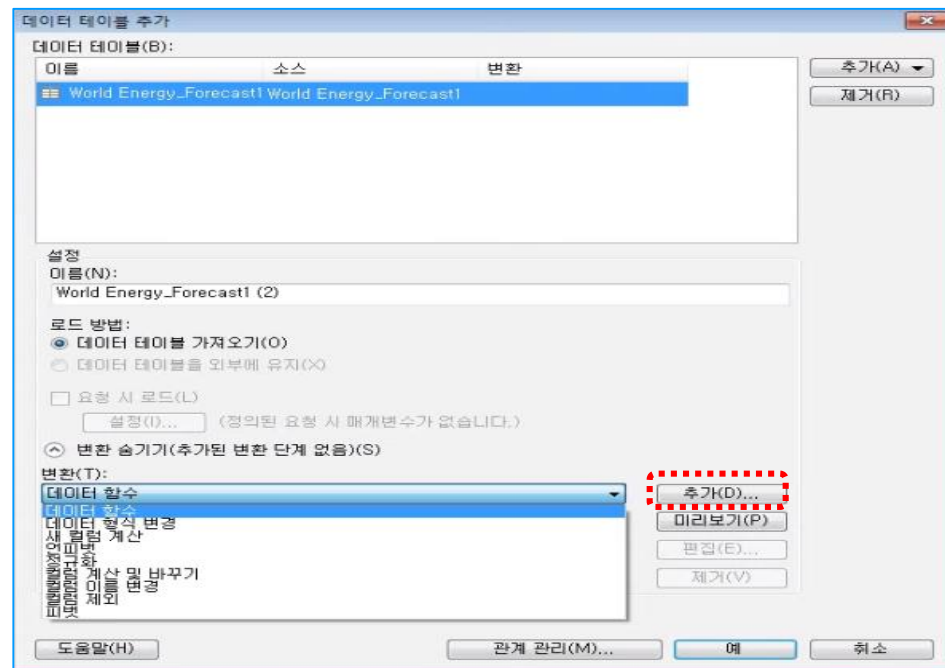 데이터 테이블 추가
데이터 테이블(B):
이름 소스 변환
World Energy_Forecast1 World Energy_Forecast1
추가(A)
제거(R)
설정
이름(N):
World Energy_Forecast1 (2)
로드 방법:
데이터 테이블 가져오기(O)
데이터 테이블을 외부에 유지(X)
요청 시 로드(L)
설정(I)... (정의된 요청 시 매개변수가 없습니다.)
변환 숨기기(추가된 변환 단계 없음)(S)
변환(T):
데이터 함수
추가(D)...
데이터 함수
데이터 형식 변경
새 컬럼 계산
언피벗
정규화
컬럼 계산 및 바꾸기
컬럼 이름 변경
컬럼 제외
피벗
미리보기(P)
편집(E)...
제거(V)
도움말(H) 관계 관리(M)... 예 취소